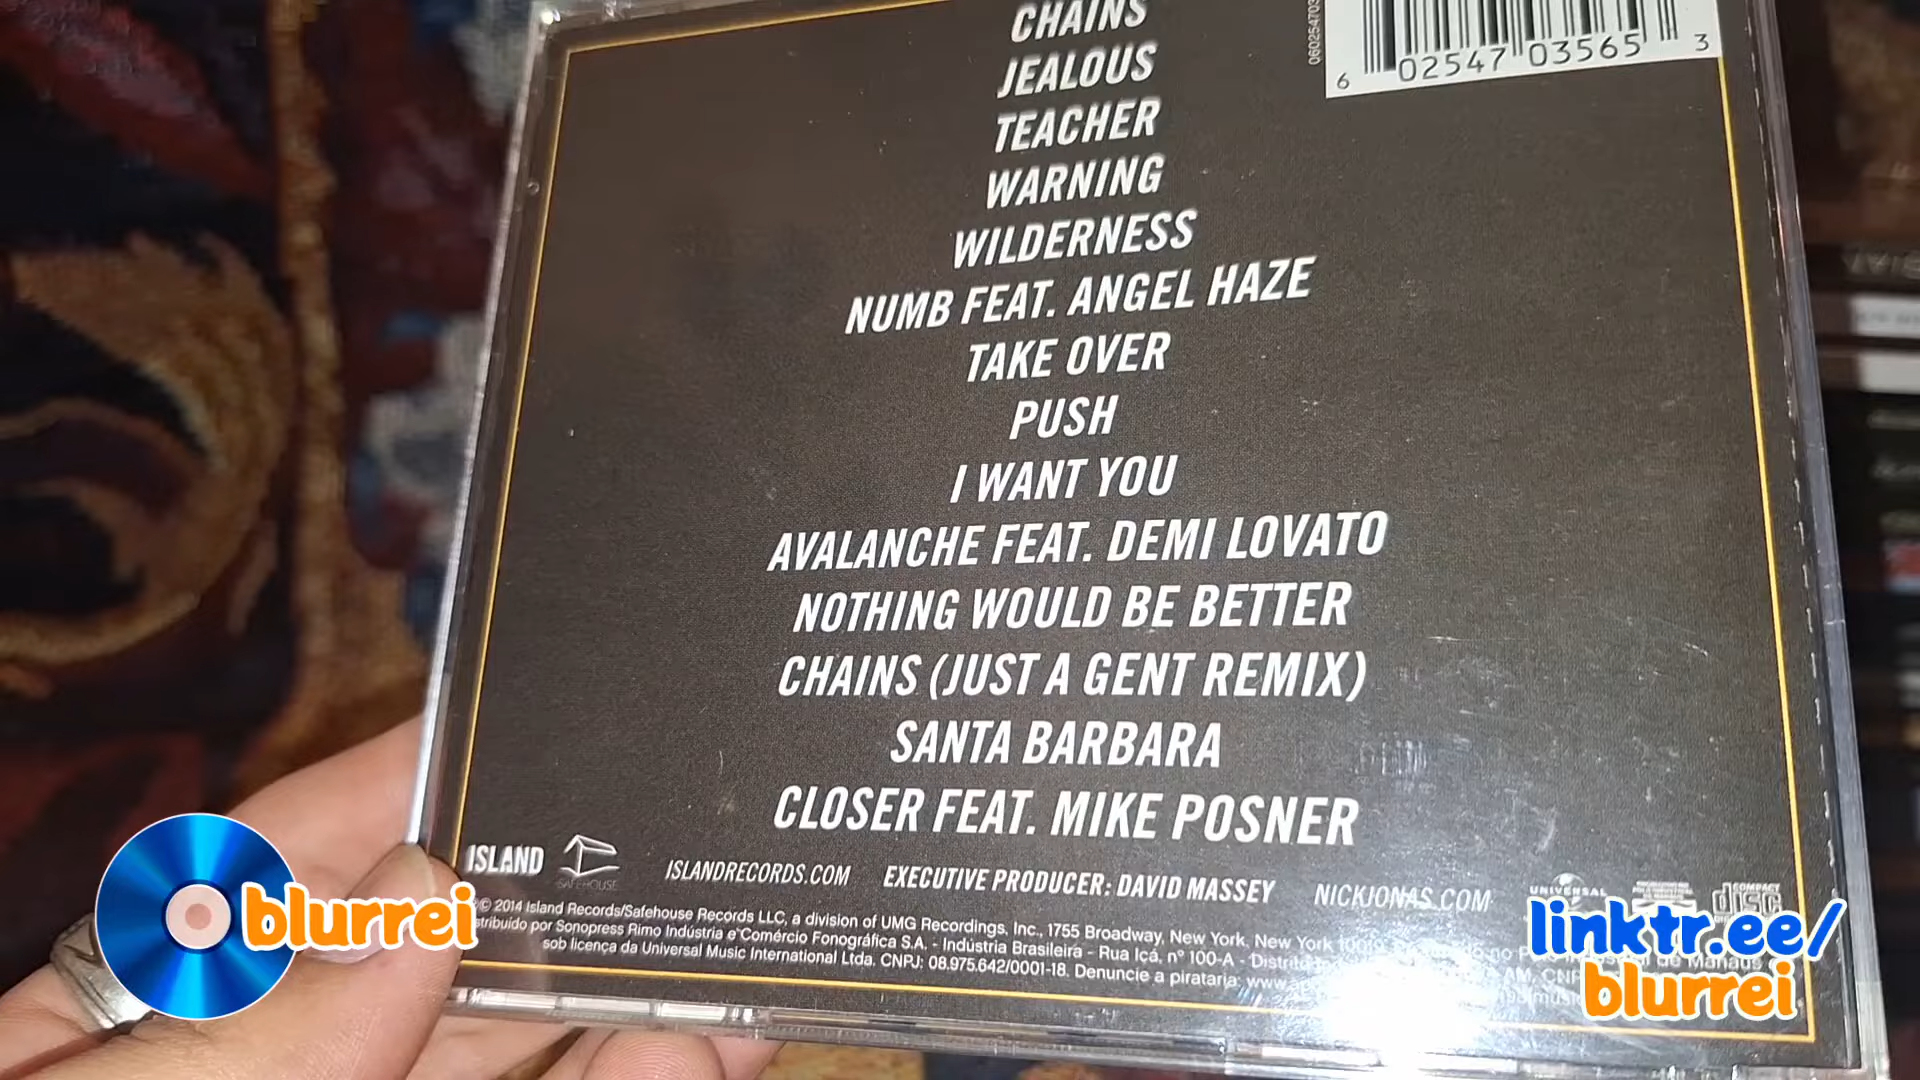 CHAINS
JEALOUS
TEACHER
WARNING
WILDERNESS
NUMB FEAT. ANGEL HAZE
TAKE OVER
PUSH
I WANT YOU
AVALANCHE FEAT. DEMI LOVATO
NOTHING WOULD BE BETTER
CHAINS (JUST A GENT REMIX)
SANTA BARBARA
CLOSER FEAT. MIKE POSNER
6 02547 03565 3
ISLAND
SAFEHOUSE
ISLANDRECORDS.COM
EXECUTIVE PRODUCER: DAVID MASSEY
NICKJONAS.COM
UNIVERSAL
COMPACT
disc
© 2014 Island Records/Safehouse Records LLC, a division of UMG Recordings, Inc., 1755 Broadway, New York, New York
por Sonopress Rimo Indústria e Comércio Fonográfica S.A. - Indústria Brasileira - Rua Içá, nº 100-A -
sob licença da Universal Music International Ltda. CNPJ: 08.975.642/0001-18. Denuncie a pirataria:
blurrei
linktr.ee/
blurrei